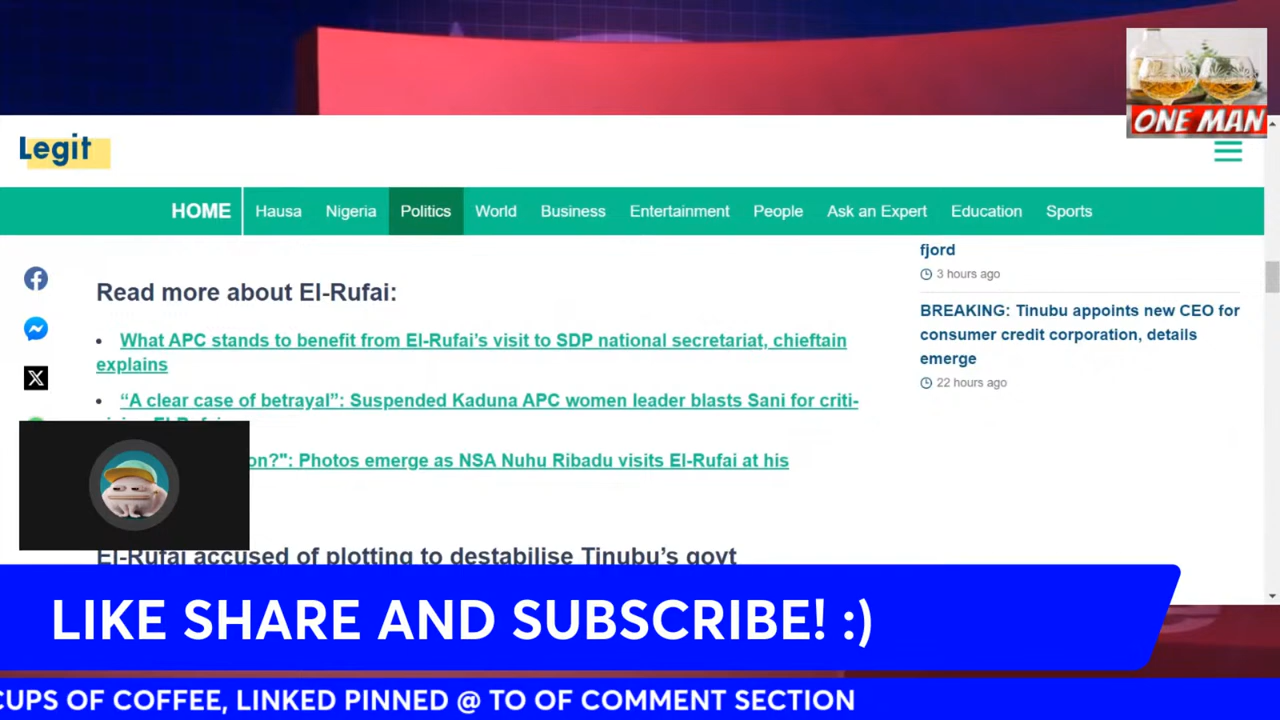 ONE MAN
Legit
HOME Hausa Nigeria Politics World Business Entertainment People Ask an Expert Education Sports
Read more about El-Rufai:
What APC stands to benefit from El-Rufai's visit to SDP national secretariat, chieftain
explains
“A clear case of betrayal”: Suspended Kaduna APC women leader blasts Sani for criti-
on?": Photos emerge as NSA Nuhu Ribadu visits El-Rufai at his
El-Rufai accused of plotting to destabilise Tinubu's govt
fjord
3 hours ago
BREAKING: Tinubu appoints new CEO for
consumer credit corporation, details
emerge
22 hours ago
LIKE SHARE AND SUBSCRIBE! :)
CUPS OF COFFEE, LINKED PINNED @ TO OF COMMENT SECTION